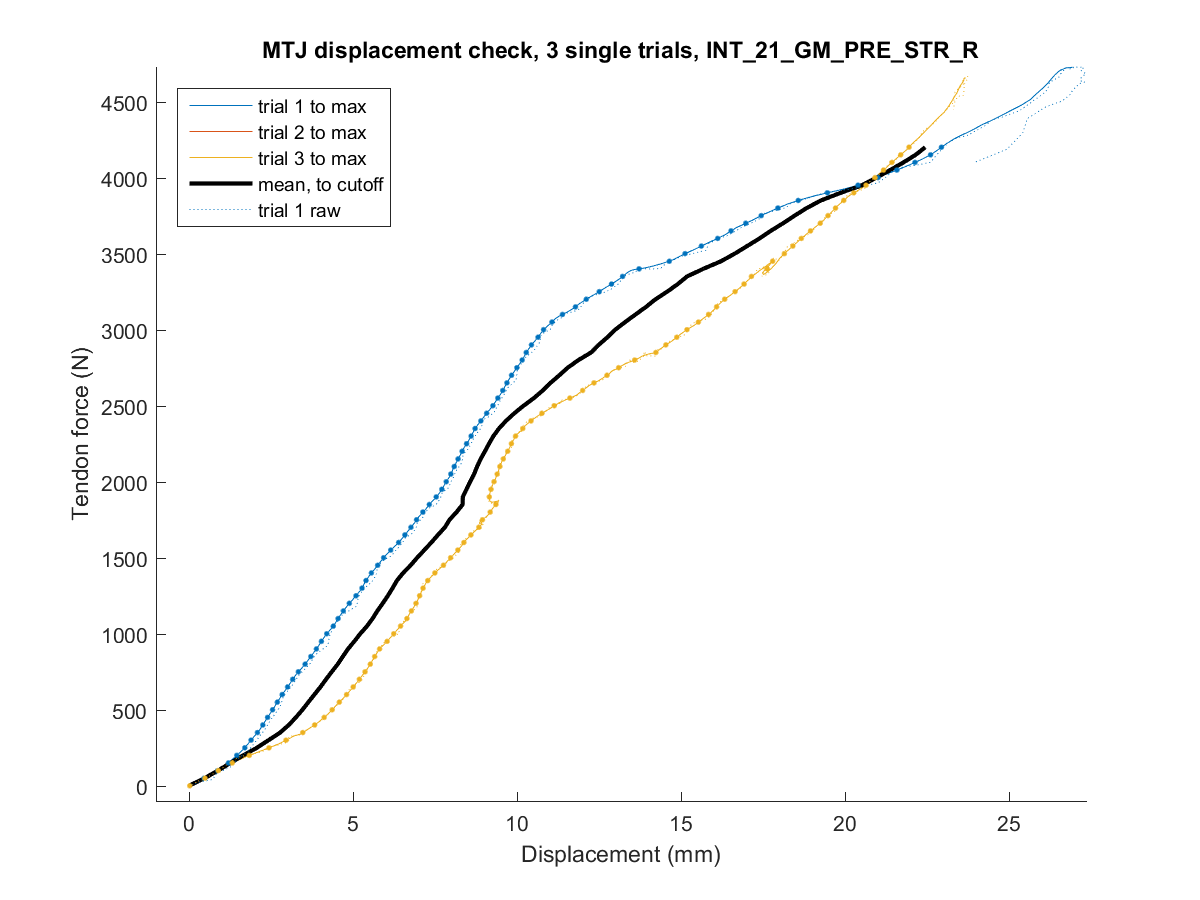 MTJ displacement check, 3 single trials, INT_21_GM_PRE_STR_R
trial 1 to max
trial 2 to max
trial 3 to max
mean, to cutoff
trial 1 raw
4500
4000
3500
3000
2500
2000
1500
1000
500
0
Tendon force (N)
0 5 10 15 20 25
Displacement (mm)